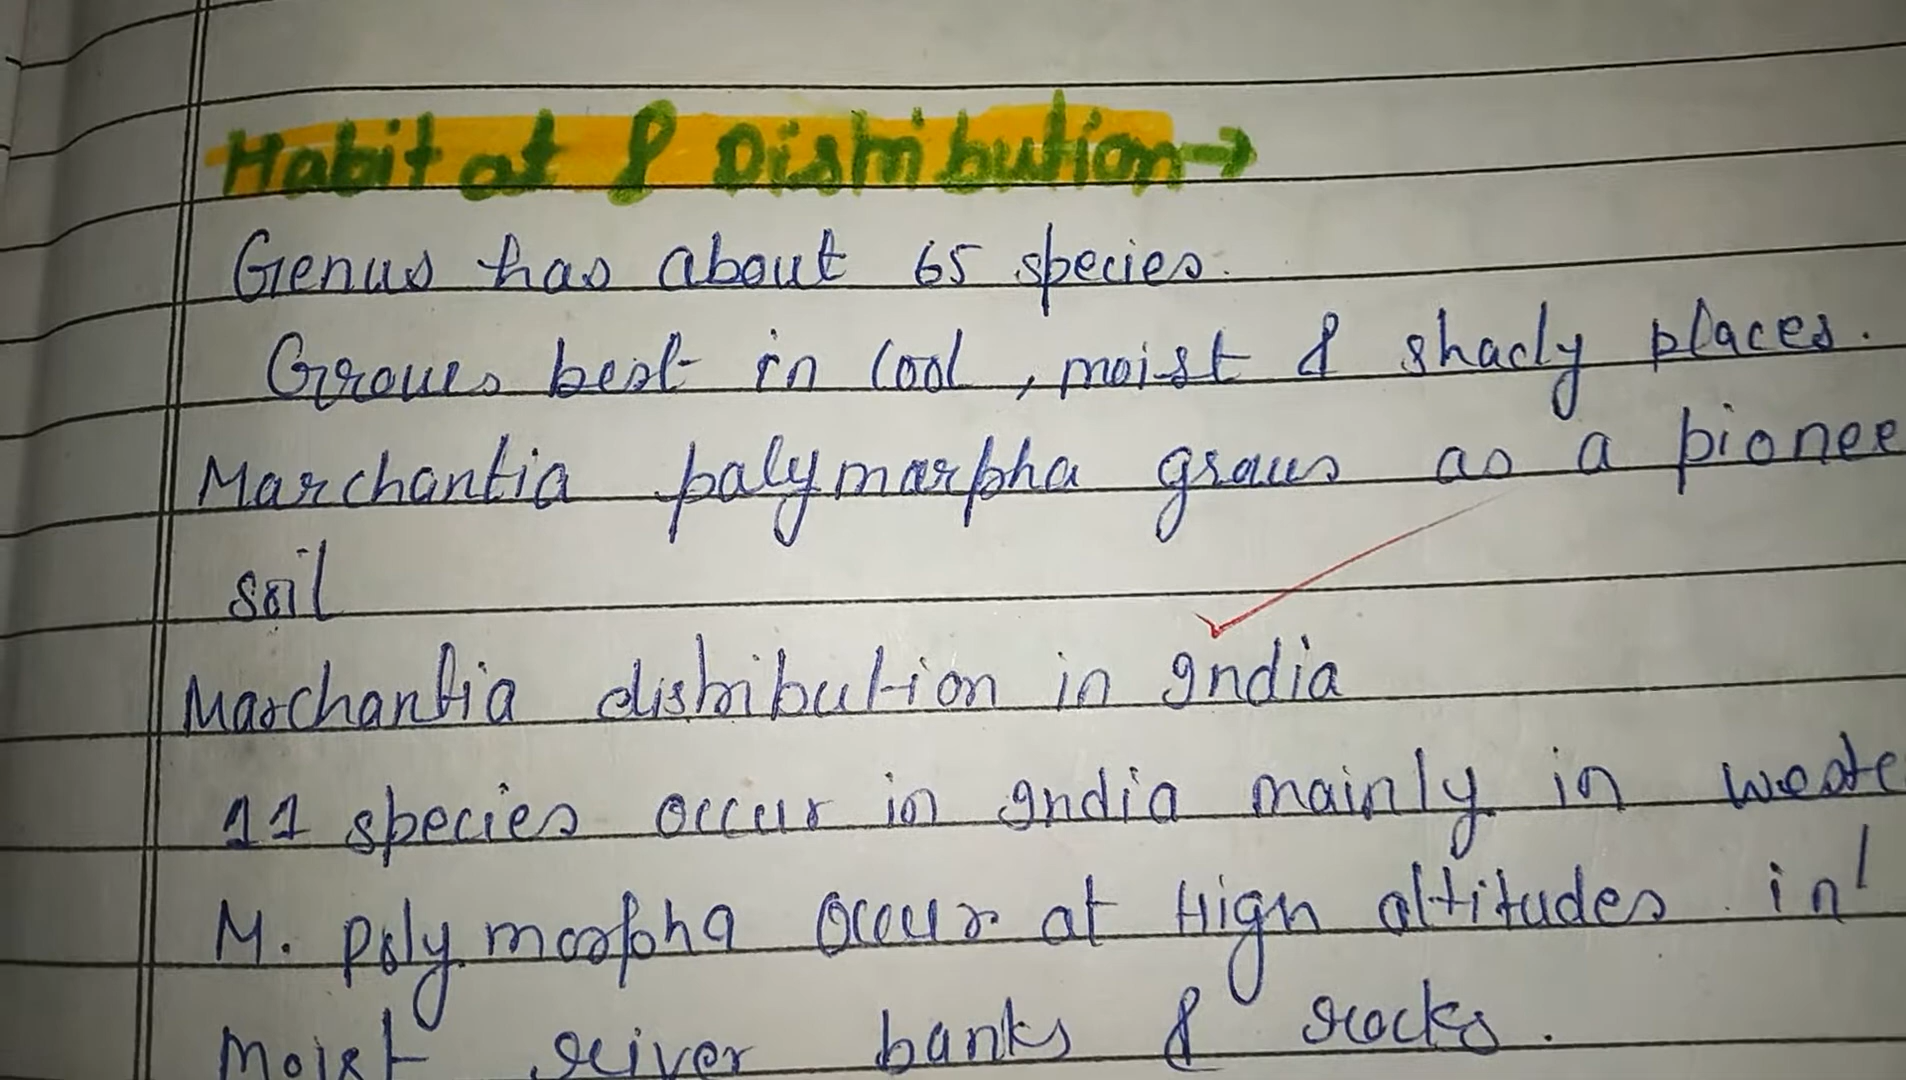 Habitat & Distribution→
Genus has about 65 species.
Grows best in cool, moist & shady places.
Marchantia palymarpha grows as a pionee
soil
Marchantia distribution in India
11 species occur in India mainly in weste
M. polymorpha occur at High altitudes in
Moist river banks & rocks.